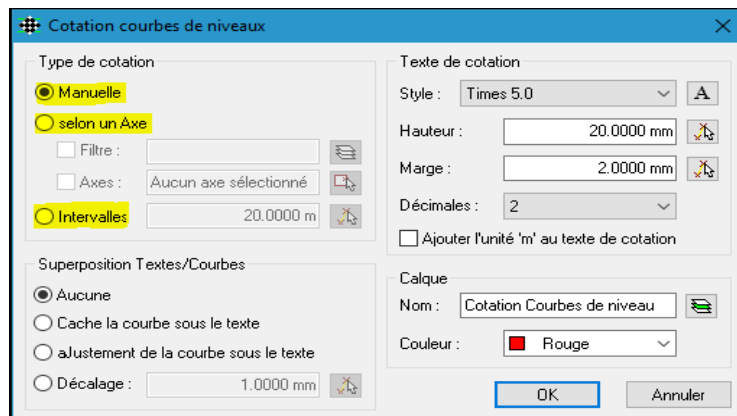 Cotation courbes de niveaux
Type de cotation
Manuelle
selon un Axe
Filtre :
Axes : Aucun axe sélectionné
Intervalles 20.0000 m
Superposition Textes/Courbes
Aucune
Cache la courbe sous le texte
aJustement de la courbe sous le texte
Décalage : 1.0000 mm
Texte de cotation
Style : Times 5.0 A
Hauteur : 20.0000 mm
Marge : 2.0000 mm
Décimales : 2
Ajouter l'unité 'm' au texte de cotation
Calque
Nom : Cotation Courbes de niveau
Couleur : Rouge
OK Annuler